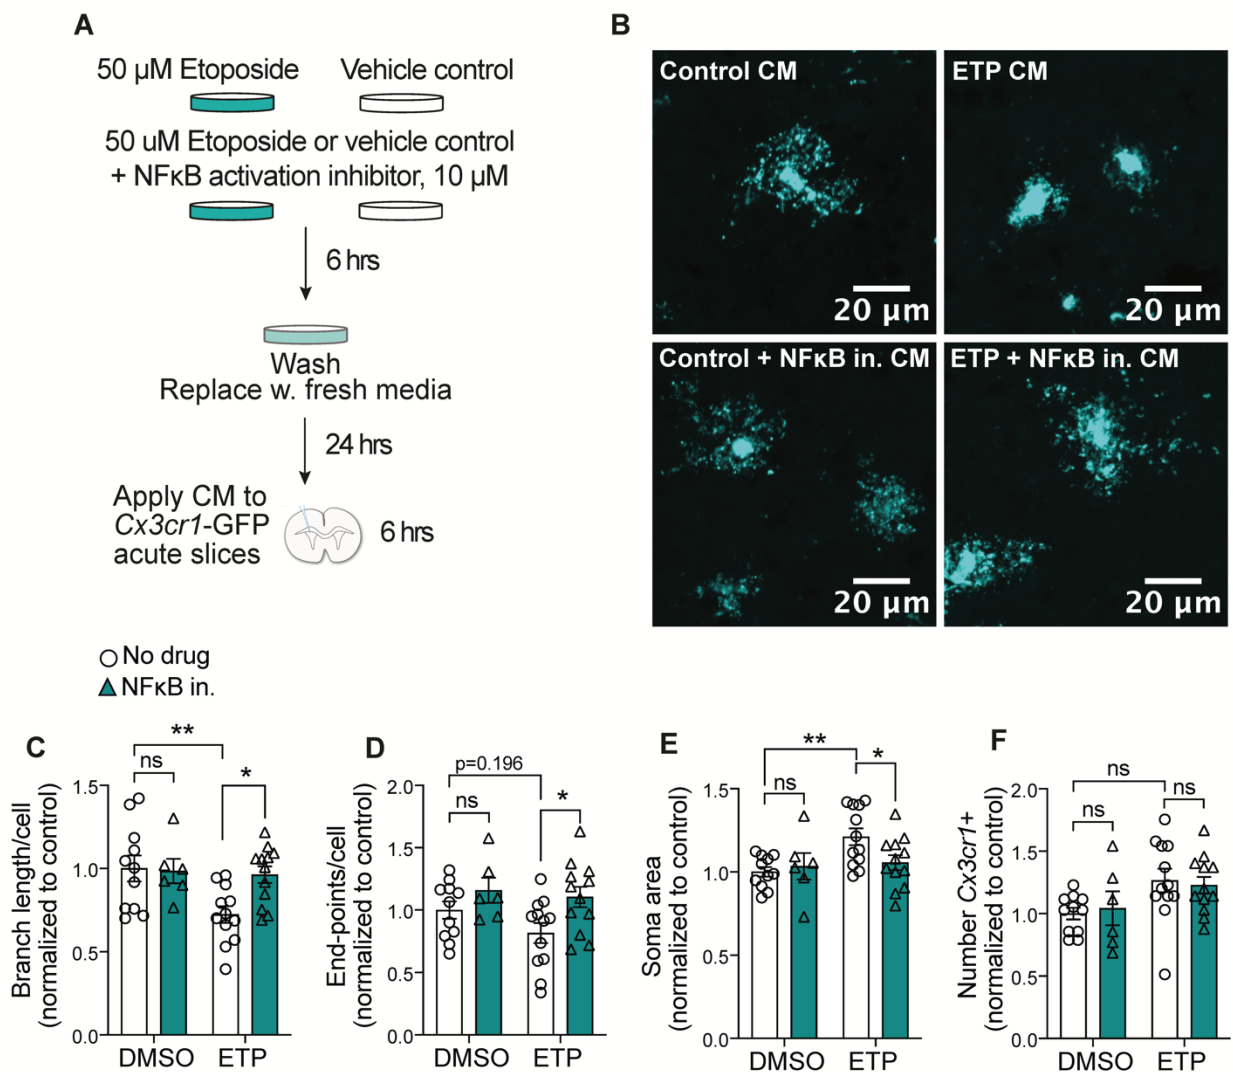 A
50 µM Etoposide
Vehicle control
50 uM Etoposide or vehicle control
+ NFκB activation inhibitor, 10 µM
6 hrs
Wash
Replace w. fresh media
24 hrs
Apply CM to
Cx3cr1-GFP
acute slices
6 hrs
B
Control CM
20 µm
ETP CM
20 µm
Control + NFκB in. CM
20 µm
ETP + NFκB in. CM
20 µm
No drug
NFκB in.
C
Branch length/cell
(normalized to control)
1.5
1.0
0.5
0.0
**
ns
*
DMSO
ETP
D
End-points/cell
(normalized to control)
2.0
1.5
1.0
0.5
0.0
p=0.196
ns
*
DMSO
ETP
E
Soma area
(normalized to control)
1.5
1.0
0.5
0.0
**
ns
*
DMSO
ETP
F
Number Cx3cr1+
(normalized to control)
2.0
1.5
1.0
0.5
0.0
ns
ns
ns
DMSO
ETP